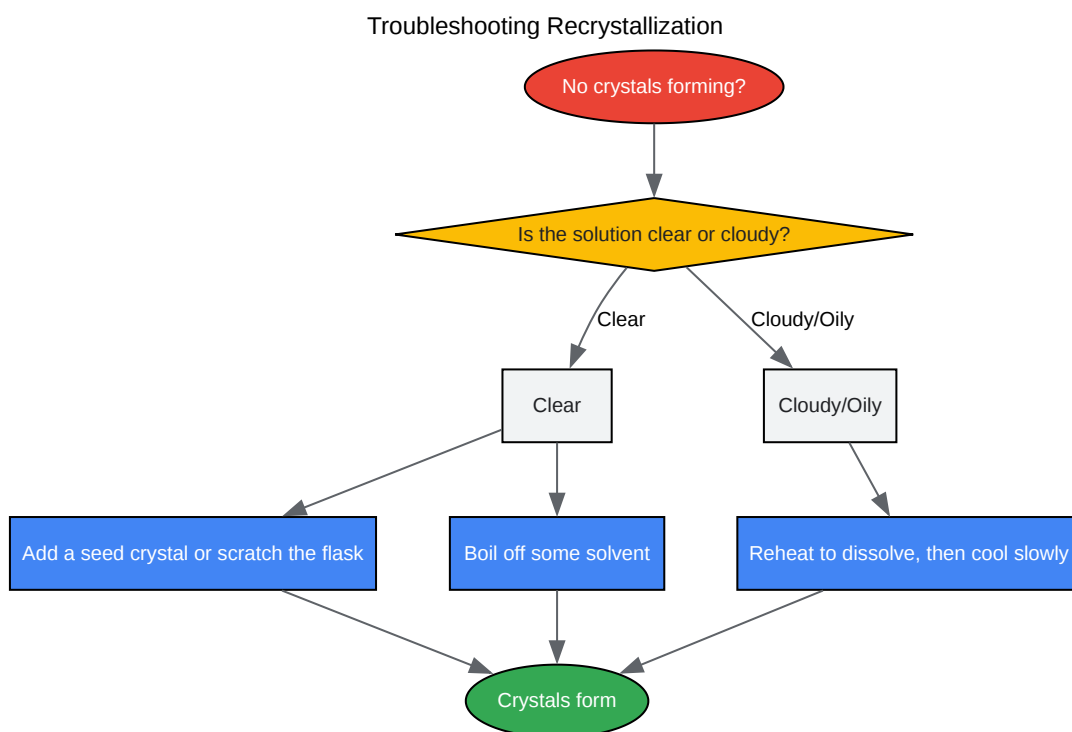 Troubleshooting Recrystallization
No crystals forming?
Is the solution clear or cloudy?
Clear
Cloudy/Oily
Clear
Cloudy/Oily
Add a seed crystal or scratch the flask
Boil off some solvent
Reheat to dissolve, then cool slowly
Crystals form